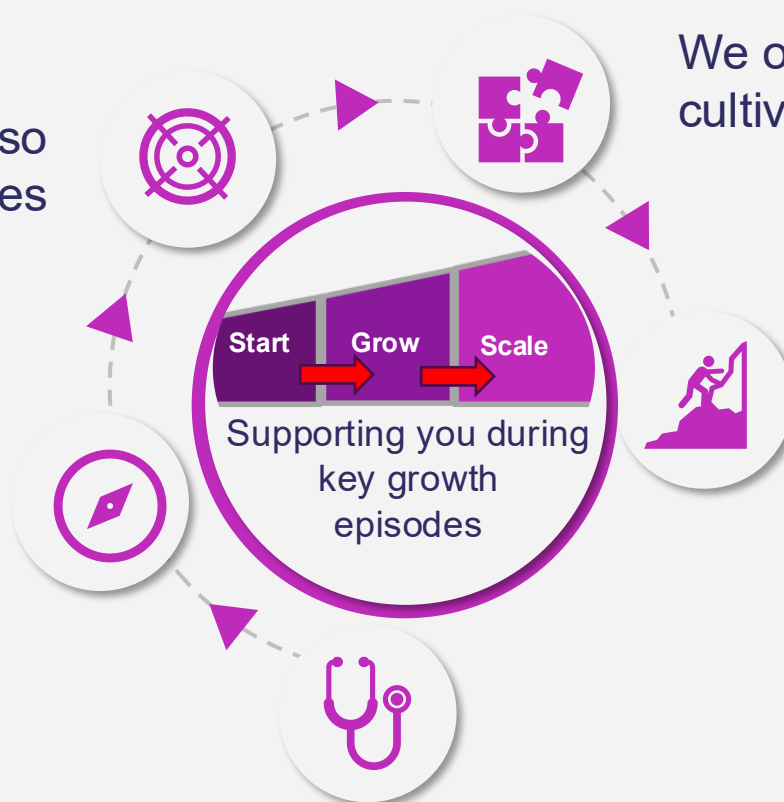 We o
cultiv
so
es
Start Grow Scale
Supporting you during
key growth
episodes